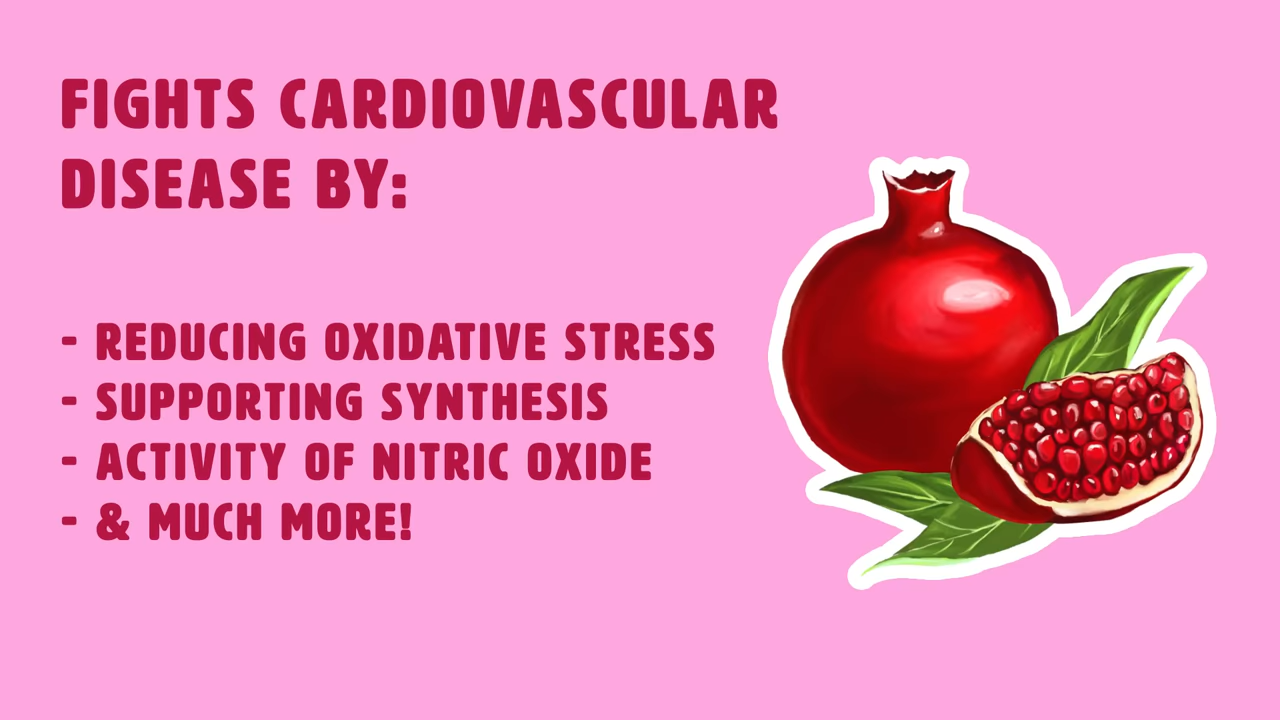 FIGHTS CARDIOVASCULAR
DISEASE BY:
- REDUCING OXIDATIVE STRESS
- SUPPORTING SYNTHESIS
- ACTIVITY OF NITRIC OXIDE
- & MUCH MORE!